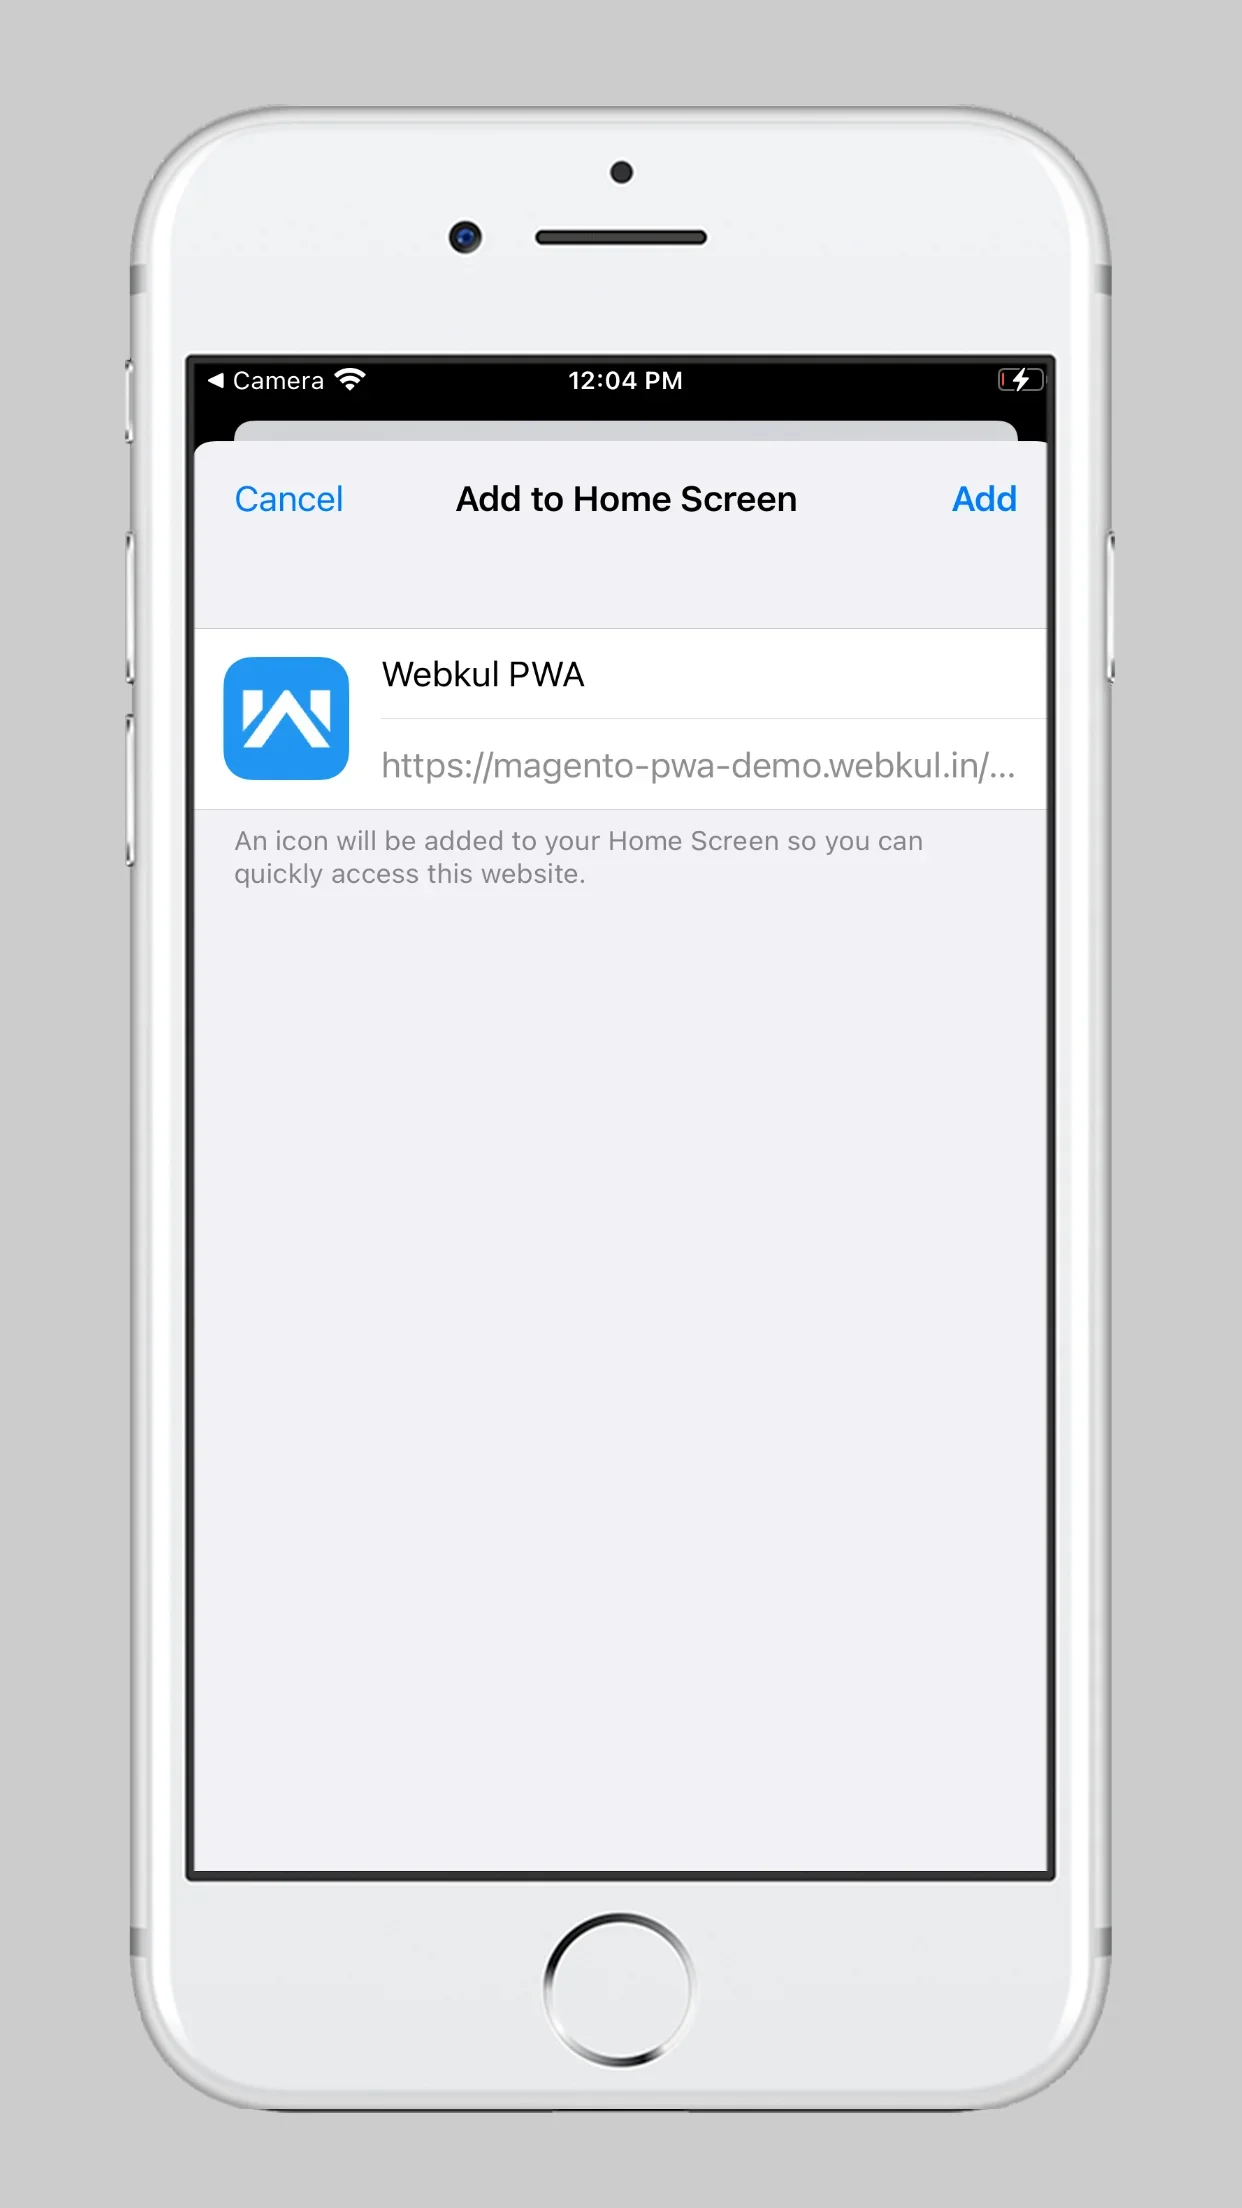 ◀ Camera 12:04 PM
Cancel Add to Home Screen Add
Webkul PWA
https://magento-pwa-demo.webkul.in/...
An icon will be added to your Home Screen so you can
quickly access this website.